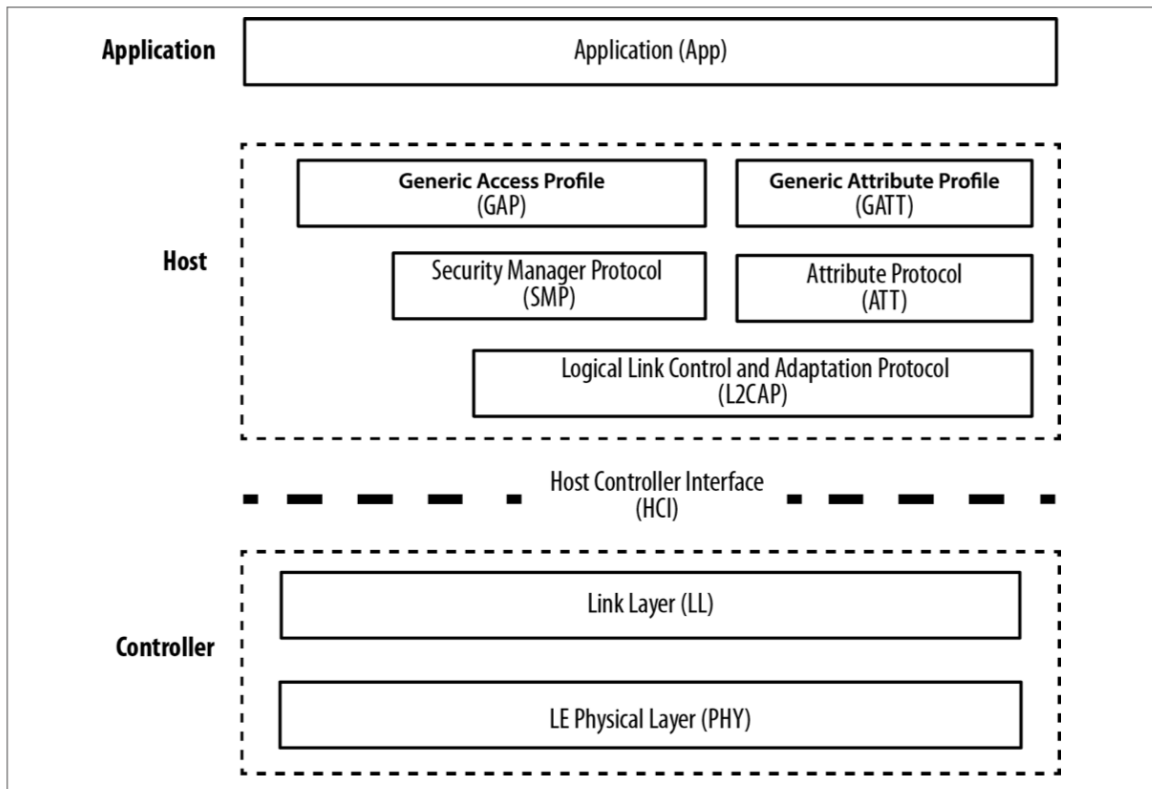 Application
Application (App)
Generic Access Profile
(GAP)
Generic Attribute Profile
(GATT)
Host
Security Manager Protocol
(SMP)
Attribute Protocol
(ATT)
Logical Link Control and Adaptation Protocol
(L2CAP)
Host Controller Interface
(HCI)
Link Layer (LL)
Controller
LE Physical Layer (PHY)